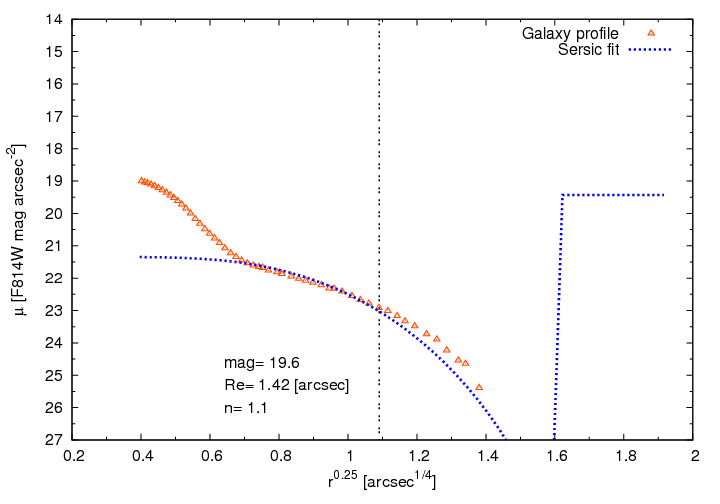 14
15
16
17
18
19
20
21
22
23
24
25
26
27
μ [F814W mag arcsec⁻²]
Galaxy profile
Sersic fit
mag= 19.6
Re= 1.42 [arcsec]
n= 1.1
0.2 0.4 0.6 0.8 1 1.2 1.4 1.6 1.8 2
r^0.25 [arcsec^1/4]